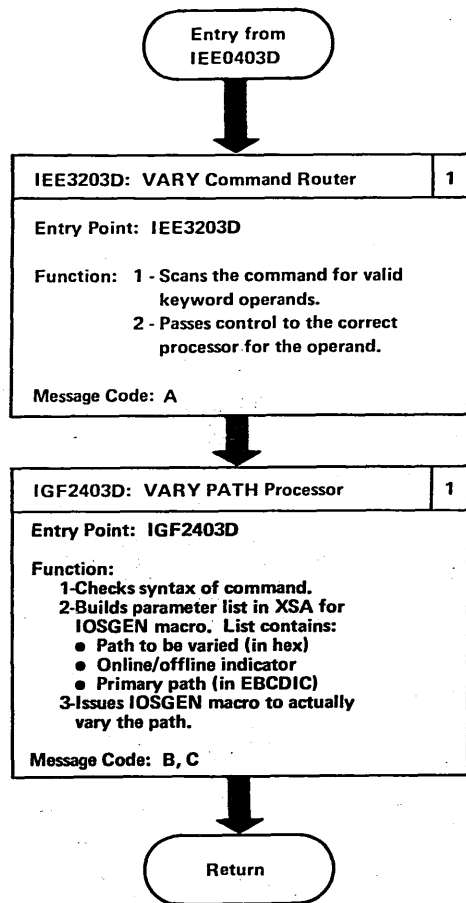 Entry from
IEE0403D
IEE3203D: VARY Command Router 1
Entry Point: IEE3203D
Function: 1 - Scans the command for valid
keyword operands.
2 - Passes control to the correct
processor for the operand.
Message Code: A
IGF2403D: VARY PATH Processor 1
Entry Point: IGF2403D
Function:
1-Checks syntax of command.
2-Builds parameter list in XSA for
IOSGEN macro. List contains:
● Path to be varied (in hex)
● Online/offline indicator
● Primary path (in EBCDIC)
3-Issues IOSGEN macro to actually
vary the path.
Message Code: B, C
Return